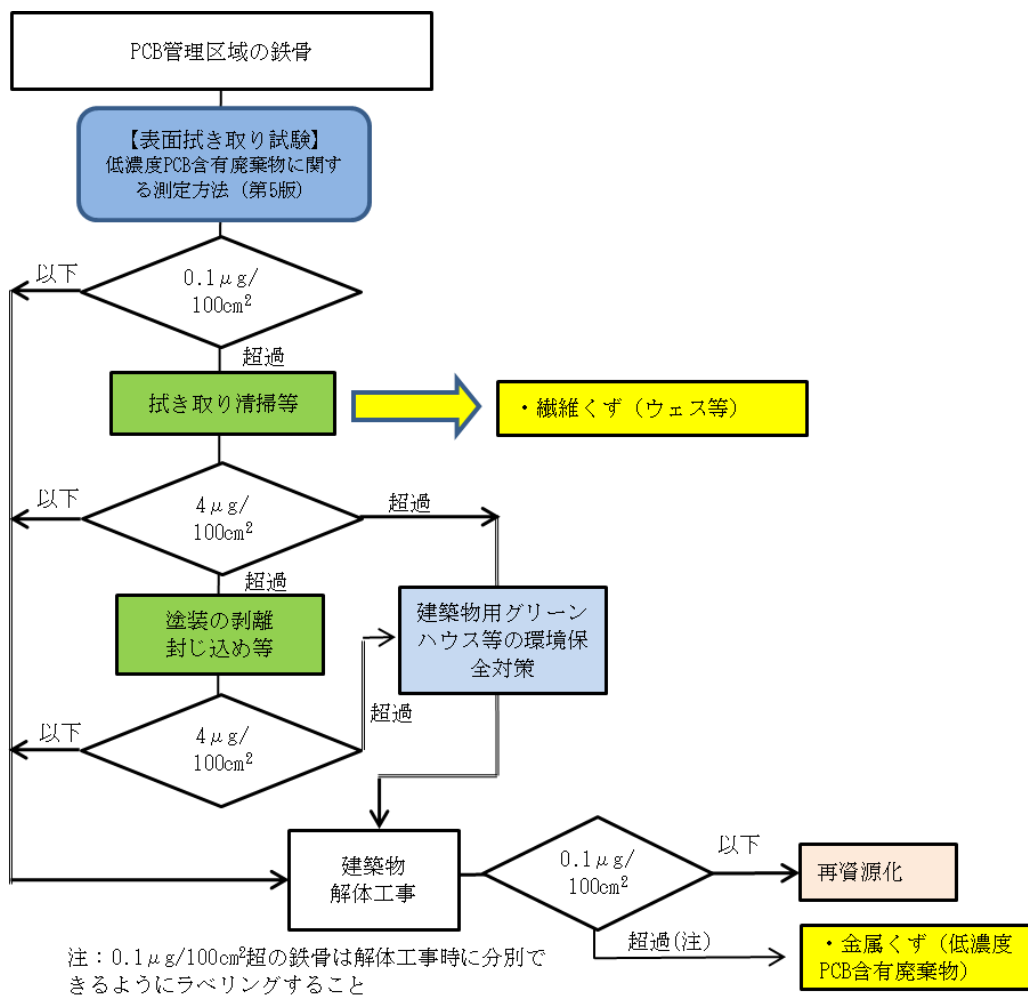 PCB管理区域の鉄骨
【表面拭き取り試験】
低濃度PCB含有廃棄物に関す
る測定方法（第5版）
以下
0.1μg/
100cm²
超過
拭き取り清掃等
・繊維くず（ウェス等）
以下
4μg/
100cm²
超過
超過
塗装の剥離
封じ込め等
建築物用グリーン
ハウス等の環境保
全対策
以下
4μg/
100cm²
超過
建築物
解体工事
0.1μg/
100cm²
以下
再資源化
超過(注)
・金属くず（低濃度
PCB含有廃棄物）
注：0.1μg/100cm²超の鉄骨は解体工事時に分別で
きるようにラベリングすること